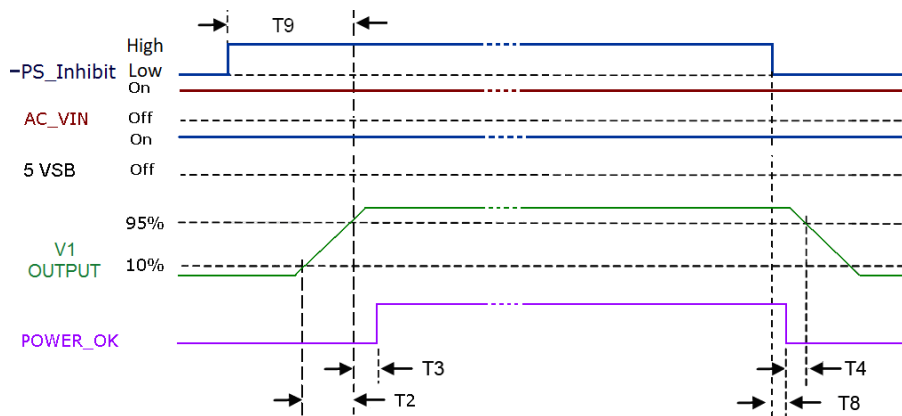 T9
High
–PS_Inhibit
Low
On
AC_VIN
Off
On
5 VSB
Off
95%
V1
OUTPUT
10%
POWER_OK
T3
T4
T2
T8